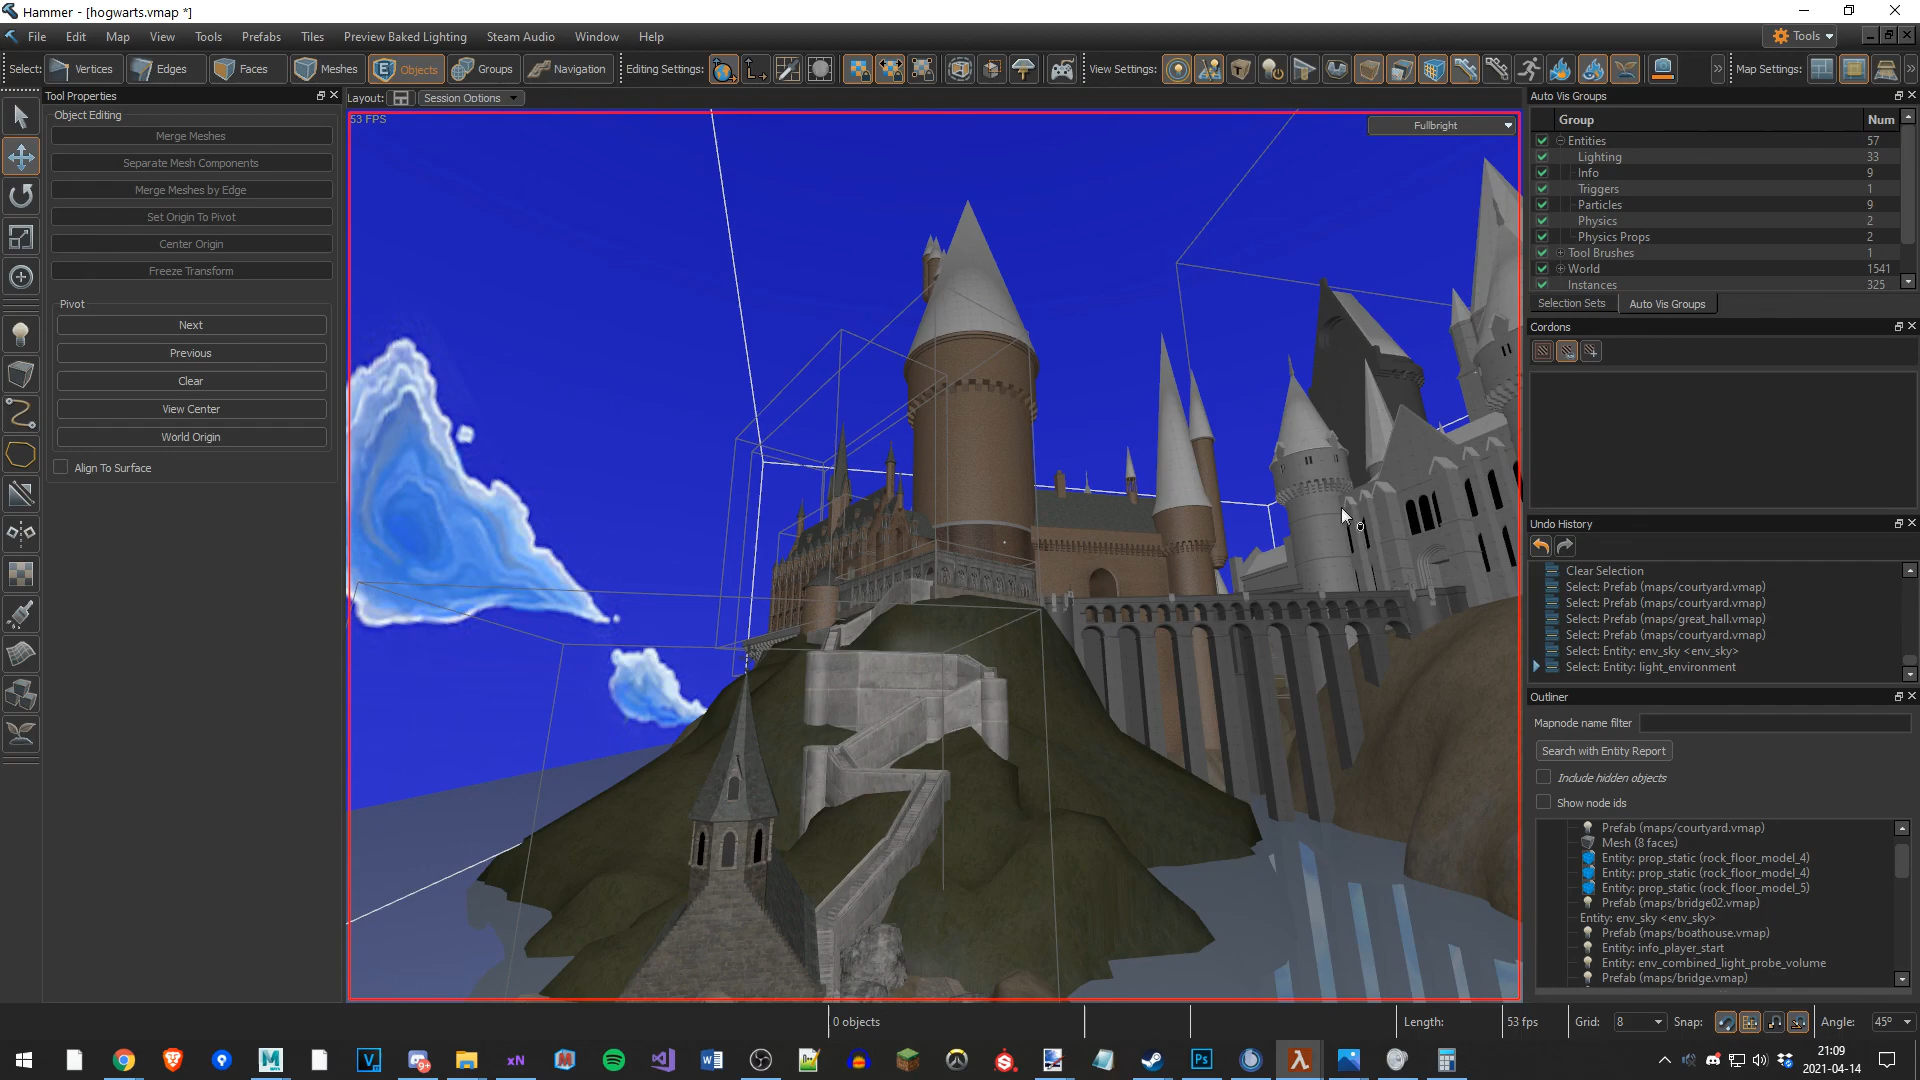 Hammer - [hogwarts.vmap *]
File Edit Map View Tools Prefabs Tiles Preview Baked Lighting Steam Audio Window Help Tools
Select: Vertices Edges Faces Meshes Objects Groups Navigation Editing Settings: View Settings: Map Settings:
Tool Properties
Object Editing
Merge Meshes
Separate Mesh Components
Merge Meshes by Edge
Set Origin To Pivot
Center Origin
Freeze Transform
Pivot
Next
Previous
Clear
View Center
World Origin
Align To Surface
Layout: Session Options
53 FPS
Fullbright
Auto Vis Groups
Group Num
Entities 57
Lighting 33
Info 9
Triggers 1
Particles 9
Physics 2
Physics Props 2
Tool Brushes 1
World 1541
Instances 325
Selection Sets Auto Vis Groups
Cordons
Undo History
Clear Selection
Select: Prefab (maps/courtyard.vmap)
Select: Prefab (maps/courtyard.vmap)
Select: Prefab (maps/great_hall.vmap)
Select: Prefab (maps/courtyard.vmap)
Select: Entity: env_sky <env_sky>
Select: Entity: light_environment
Outliner
Mapnode name filter
Search with Entity Report
Include hidden objects
Show node ids
Prefab (maps/courtyard.vmap)
Mesh (8 faces)
Entity: prop_static (rock_floor_model_4)
Entity: prop_static (rock_floor_model_4)
Entity: prop_static (rock_floor_model_5)
Prefab (maps/bridge02.vmap)
Entity: env_sky <env_sky>
Prefab (maps/boathouse.vmap)
Entity: info_player_start
Entity: env_combined_light_probe_volume
Prefab (maps/bridge.vmap)
0 objects Length: 53 fps Grid: 8 Snap: Angle: 45°
21:09
2021-04-14